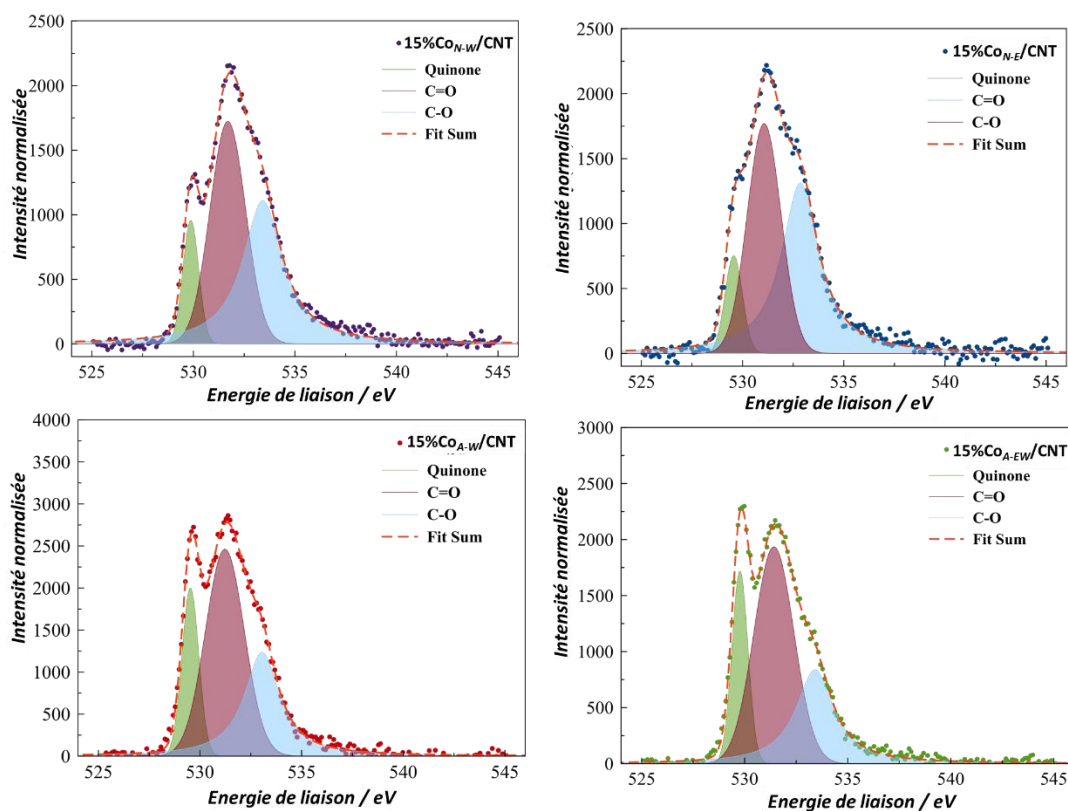 2500
2000
1500
1000
500
0
525 530 535 540 545
Intensité normalisée
Energie de liaison / eV
15%Co_N-W/CNT
Quinone
C=O
C-O
Fit Sum
2500
2000
1500
1000
500
0
525 530 535 540 545
Intensité normalisée
Energie de liaison / eV
15%Co_N-E/CNT
Quinone
C=O
C-O
Fit Sum
4000
3500
3000
2500
2000
1500
1000
500
0
525 530 535 540 545
Intensité normalisée
Energie de liaison / eV
15%Co_A-W/CNT
Quinone
C=O
C-O
Fit Sum
3000
2500
2000
1500
1000
500
0
525 530 535 540 545
Intensité normalisée
Energie de liaison / eV
15%Co_A-EW/CNT
Quinone
C=O
C-O
Fit Sum